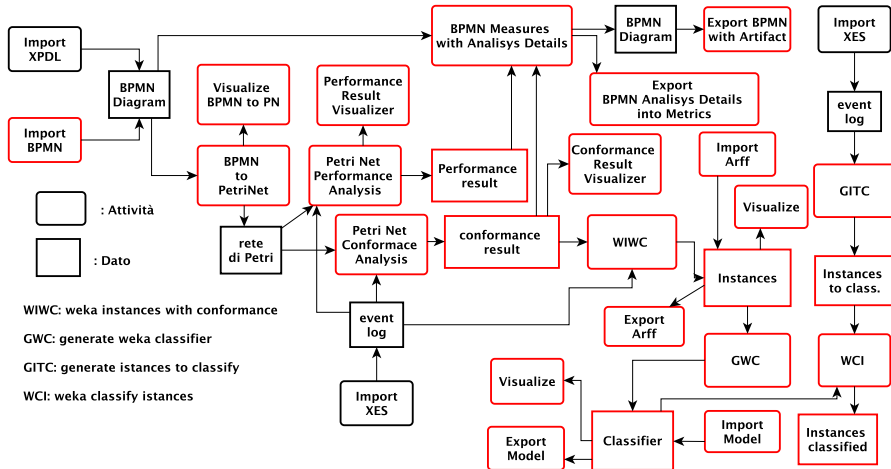 Import
XPDL
BPMN
Diagram
Import
BPMN
Visualize
BPMN to PN
BPMN
to
PetriNet
rete
di Petri
Performance
Result
Visualizer
Petri Net
Performance
Analysis
Petri Net
Conformace
Analysis
event
log
Import
XES
BPMN Measures
with Analisys Details
Performance
result
conformance
result
BPMN
Diagram
Export BPMN
with Artifact
Export
BPMN Analisys Details
into Metrics
Conformance
Result
Visualizer
WIWC
Import
Arff
Visualize
Instances
Export
Arff
GWC
Visualize
Export
Model
Classifier
Import
Model
Import
XES
event
log
GITC
Instances
to class.
WCI
Instances
classified
: Attività
: Dato
WIWC: weka instances with conformance
GWC: generate weka classifier
GITC: generate istances to classify
WCI: weka classify istances